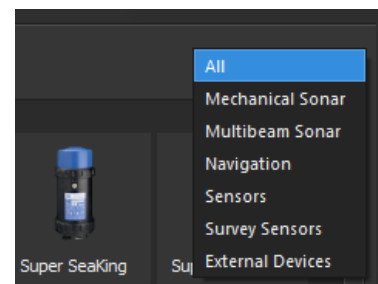 All
Mechanical Sonar
Multibeam Sonar
Navigation
Sensors
Survey Sensors
External Devices
Super SeaKing